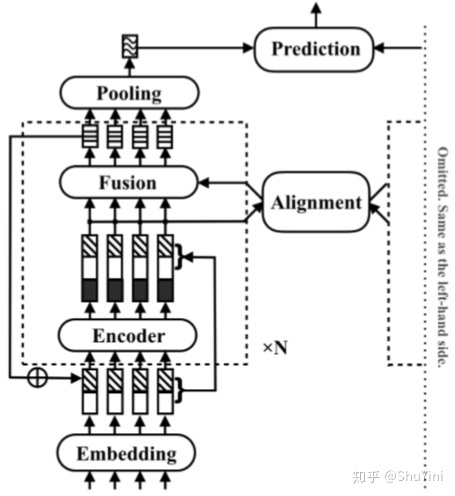 Prediction
Pooling
Fusion
Alignment
Encoder
×N
Embedding
Omitted. Same as the left-hand side.
知乎 @ShuYini